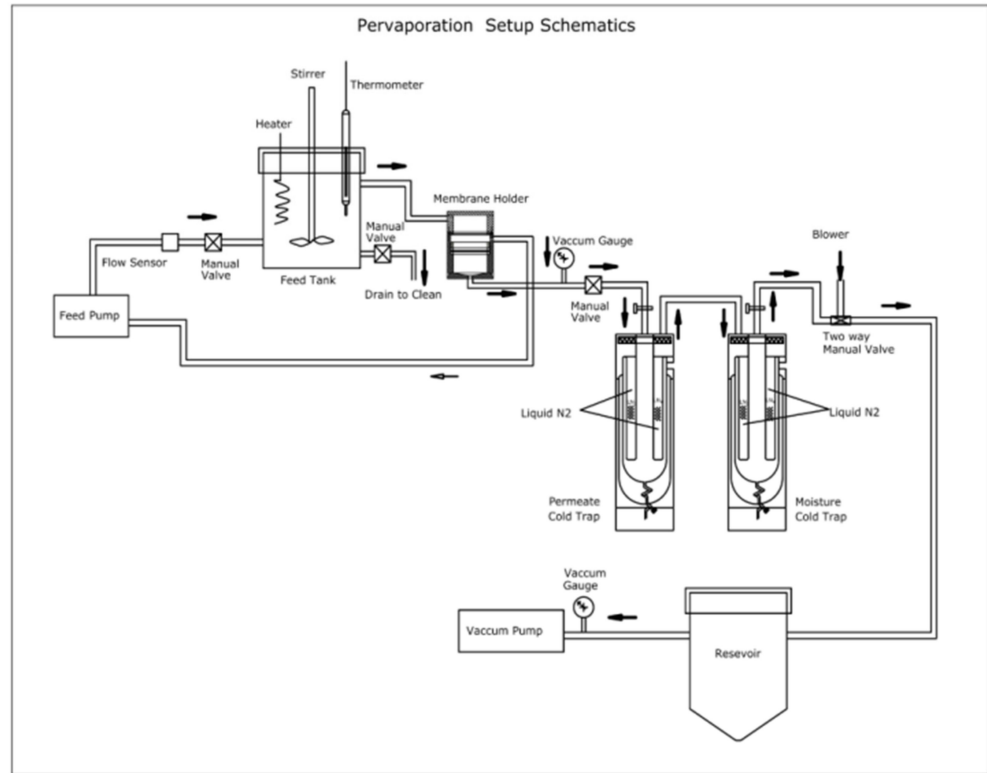 Pervaporation Setup Schematics
Stirrer
Thermometer
Heater
Membrane Holder
Manual
Valve
Vaccum Gauge
Blower
Flow Sensor
Manual
Valve
Feed Tank
Drain to Clean
Manual
Valve
Feed Pump
Two way
Manual Valve
Liquid N2
Liquid N2
Permeate
Cold Trap
Moisture
Cold Trap
Vaccum
Gauge
Vaccum Pump
Resevoir